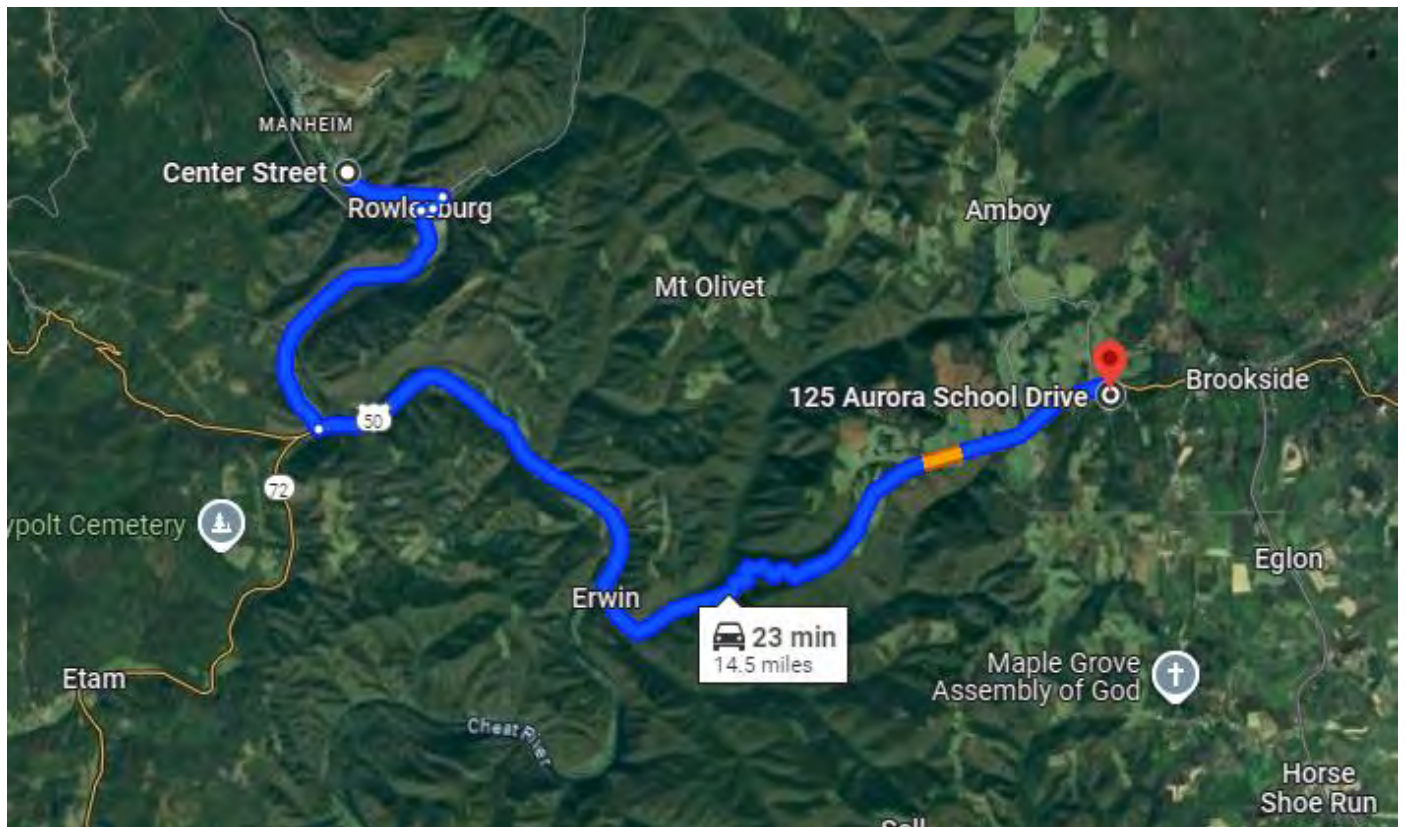 MANHEIM
Center Street
Amboy
Mt Olivet
Brookside
125 Aurora School Drive
50
72
ypolt Cemetery
Eglon
Erwin
23 min
14.5 miles
Maple Grove
Assembly of God
Etam
Cheat River
Horse
Shoe Run